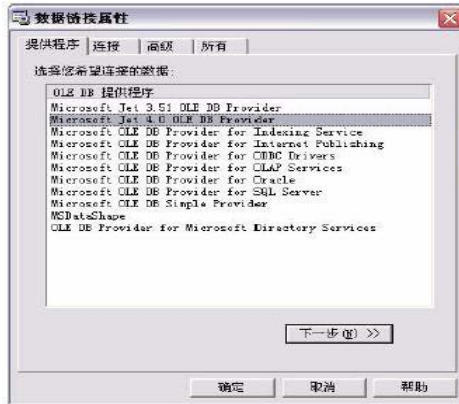 数据链接属性
提供程序 连接 高级 所有
选择您希望连接的数据:
OLE DB 提供程序
Microsoft Jet 3.51 OLE DB Provider
Microsoft Jet 4.0 OLE DB Provider
Microsoft OLE DB Provider for Indexing Service
Microsoft OLE DB Provider for Internet Publishing
Microsoft OLE DB Provider for ODBC Drivers
Microsoft OLE DB Provider for OLAP Services
Microsoft OLE DB Provider for Oracle
Microsoft OLE DB Provider for SQL Server
Microsoft OLE DB Simple Provider
MSDataShape
OLE DB Provider for Microsoft Directory Services
下一步(N) >>
确定 取消 帮助